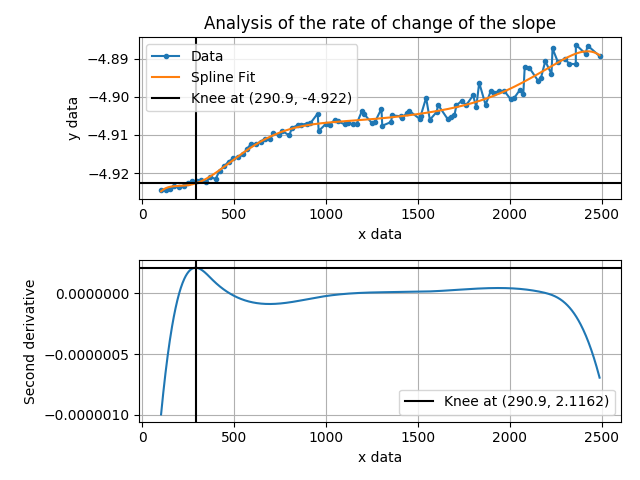 Analysis of the rate of change of the slope
−4.89
−4.90
−4.91
−4.92
y data
Data
Spline Fit
Knee at (290.9, -4.922)
0 500 1000 1500 2000 2500
x data
0.0000000
−0.0000005
−0.0000010
Second derivative
Knee at (290.9, 2.1162)
0 500 1000 1500 2000 2500
x data